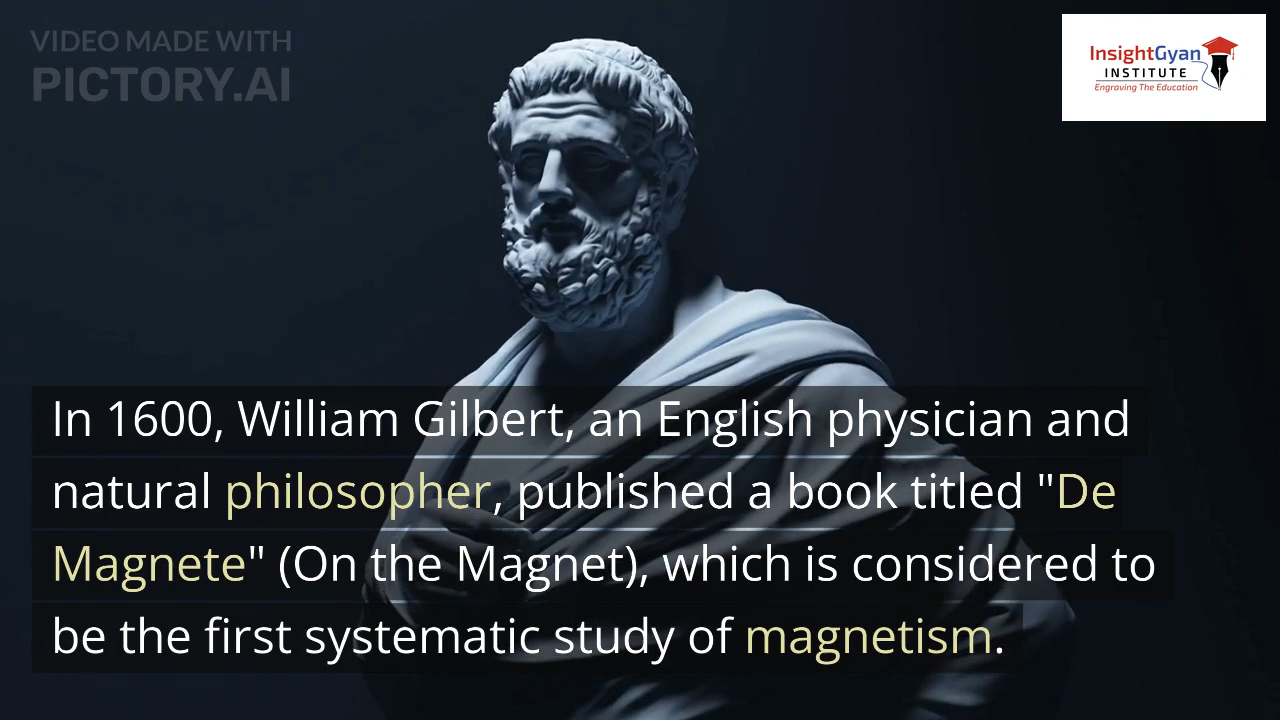 VIDEO MADE WITH
PICTORY.AI
InsightGyan
INSTITUTE
Engraving The Education
In 1600, William Gilbert, an English physician and
natural philosopher, published a book titled "De
Magnete" (On the Magnet), which is considered to
be the first systematic study of magnetism.